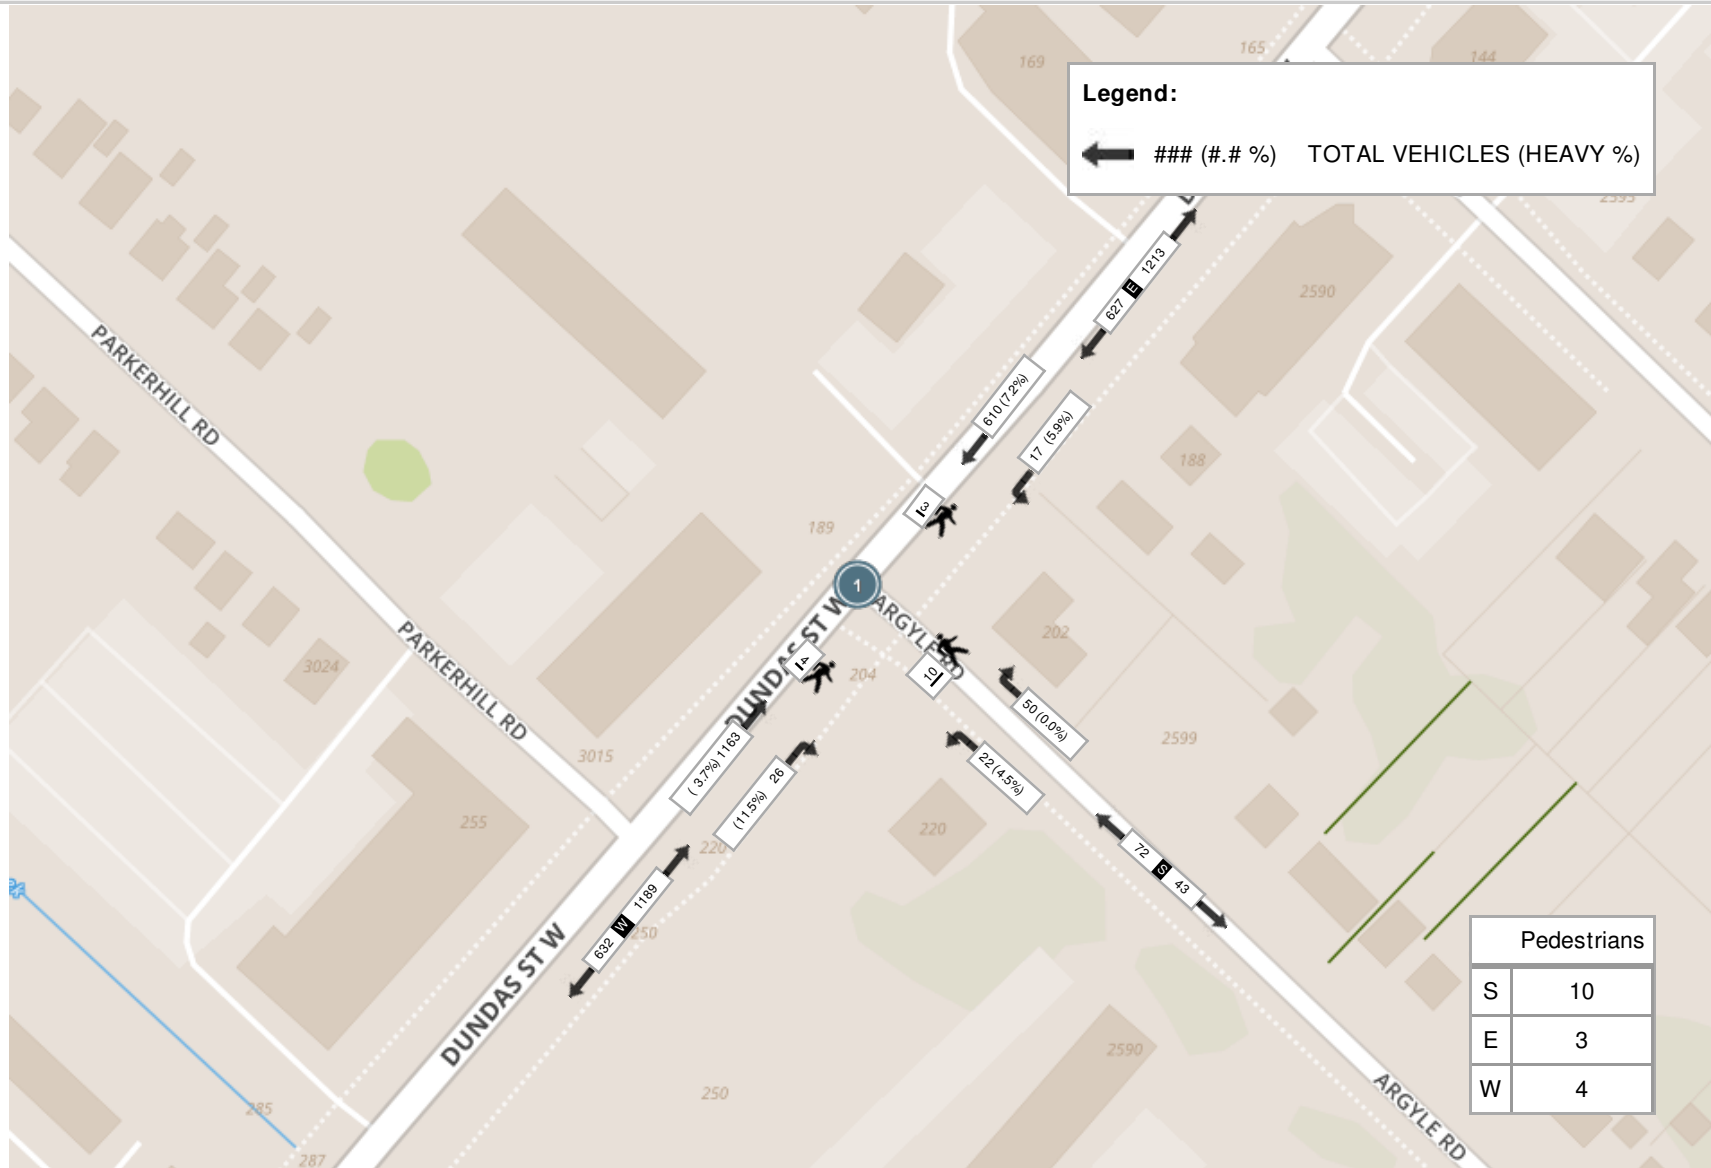 165
144
169
Legend:
### (#.# %) TOTAL VEHICLES (HEAVY %)
2595
627 E 1213
2590
PARKERHILL RD
610 (7.2%)
17 (5.9%)
188
3
189
1
ARGYLE RD
DUNDAS ST W
4
10
202
204
PARKERHILL RD
3024
50 (0.0%)
2599
3015
( 3.7%) 1163
(11.5%) 26
22 (4.5%)
255
220
220
72 S 43
632 W 1189
250
DUNDAS ST W
Pedestrians
S 10
E 3
W 4
2590
250
285
287
ARGYLE RD